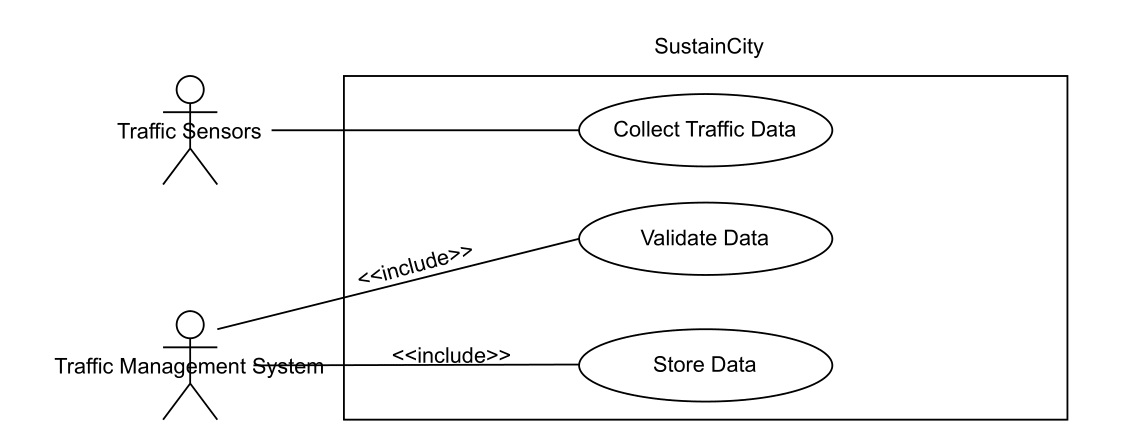 SustainCity
Traffic Sensors
Collect Traffic Data
Validate Data
<<include>>
Traffic Management System
<<include>>
Store Data